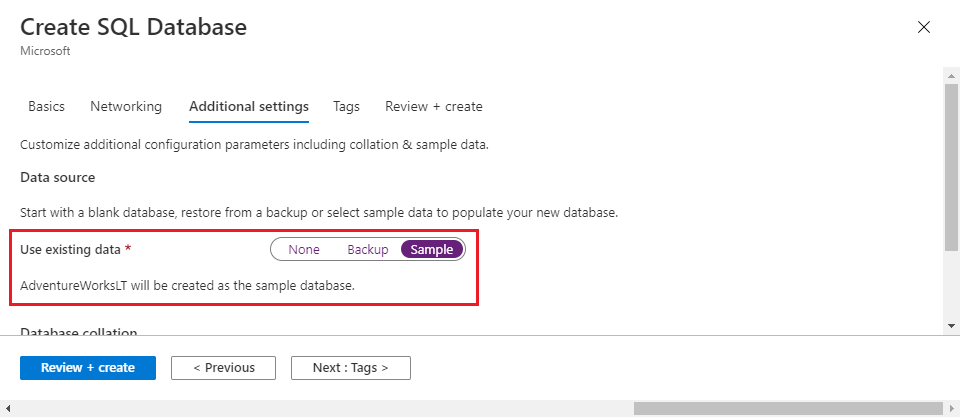 Create SQL Database
Microsoft
Basics Networking Additional settings Tags Review + create
Customize additional configuration parameters including collation & sample data.
Data source
Start with a blank database, restore from a backup or select sample data to populate your new database.
Use existing data * None Backup Sample
AdventureWorksLT will be created as the sample database.
Database collation
Review + create < Previous Next : Tags >